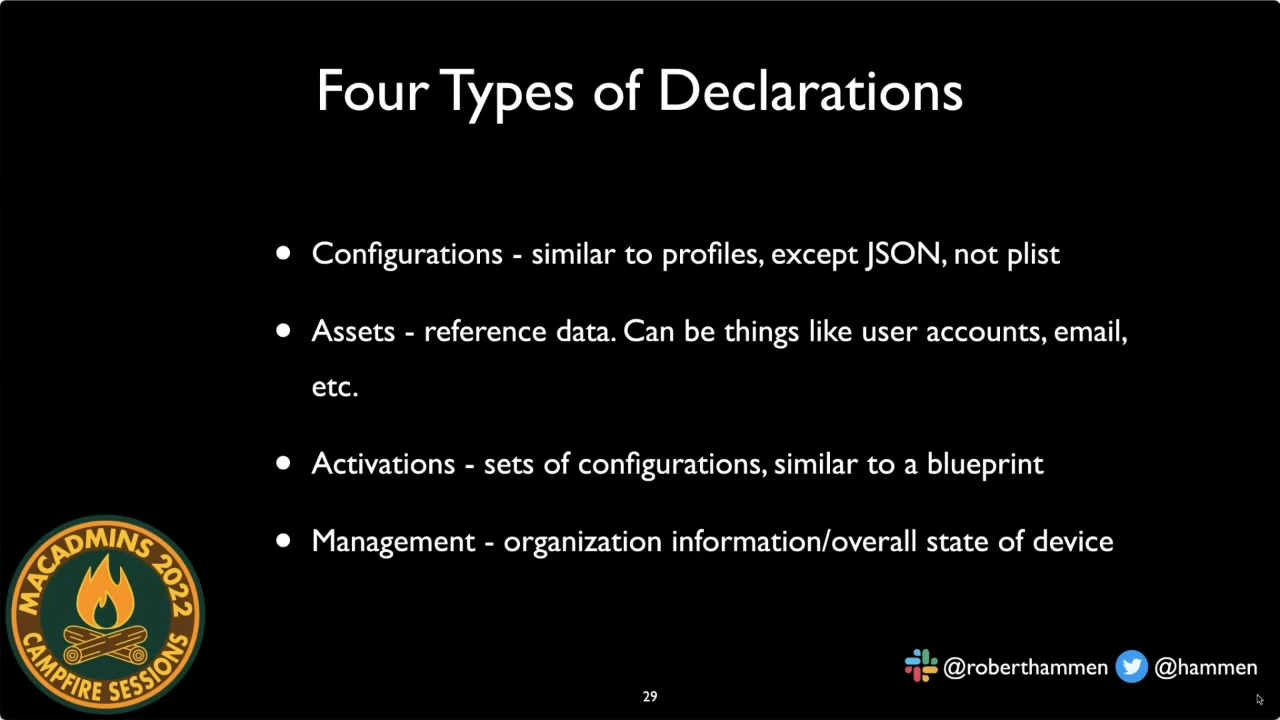 Four Types of Declarations
• Configurations - similar to profiles, except JSON, not plist
• Assets - reference data. Can be things like user accounts, email,
etc.
• Activations - sets of configurations, similar to a blueprint
• Management - organization information/overall state of device
MACADMINS 2022
CAMPFIRE SESSIONS
@roberthammen @hammen
29